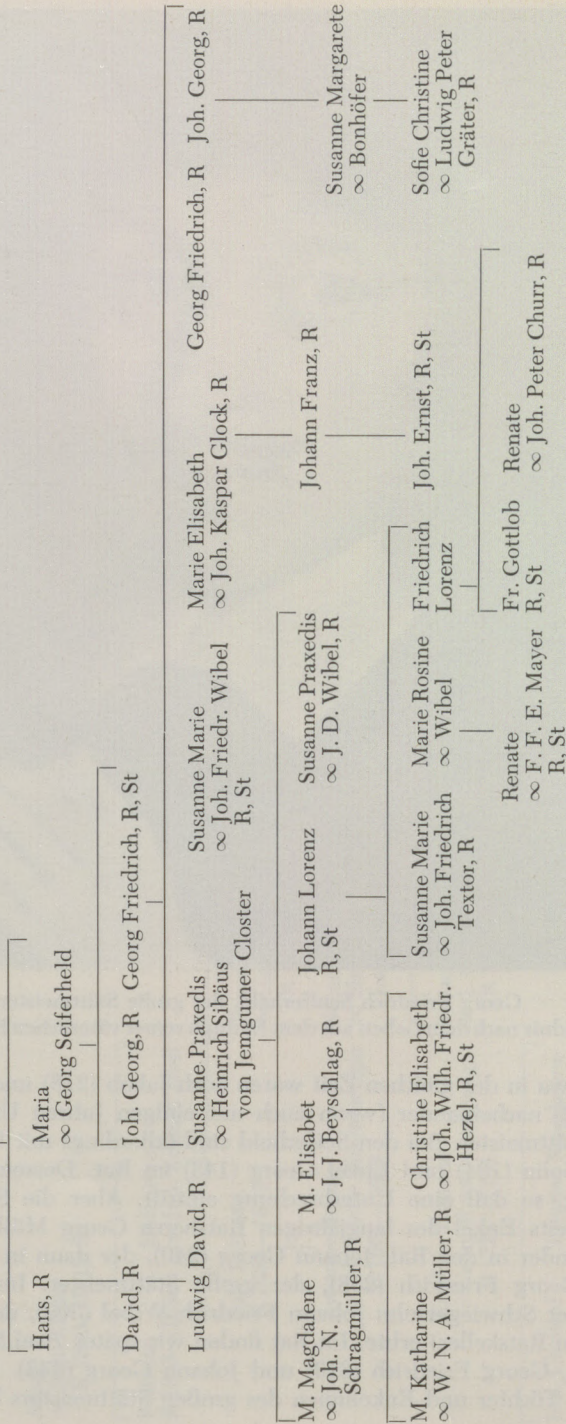 Hans, R
Maria
∞ Georg Seiferheld
David, R
Joh. Georg, R
Georg Friedrich, R, St
Ludwig David, R
Susanne Praxedis
∞ Heinrich Sibäus
vom Jemgumer Closter
Susanne Marie
∞ Joh. Friedr. Wibel
R, St
Marie Elisabeth
∞ Joh. Kaspar Glock, R
Georg Friedrich, R
Joh. Georg, R
M. Magdalene
∞ Joh. N.
Schragmüller, R
M. Elisabet
∞ J. J. Beyschlag, R
Johann Lorenz
R, St
Susanne Praxedis
∞ J. D. Wibel, R
Johann Franz, R
Susanne Margarete
∞ Bonhöfer
M. Katharine
∞ W. N. A. Müller, R
Christine Elisabeth
∞ Joh. Wilh. Friedr.
Hezel, R, St
Susanne Marie
∞ Joh. Friedrich
Textor, R
Marie Rosine
∞ Wibel
Friedrich
Lorenz
Joh. Ernst, R, St
Sofie Christine
∞ Ludwig Peter
Gräter, R
Renate
∞ F. F. E. Mayer
R, St
Fr. Gottlob
R, St
Renate
∞ Joh. Peter Churr, R